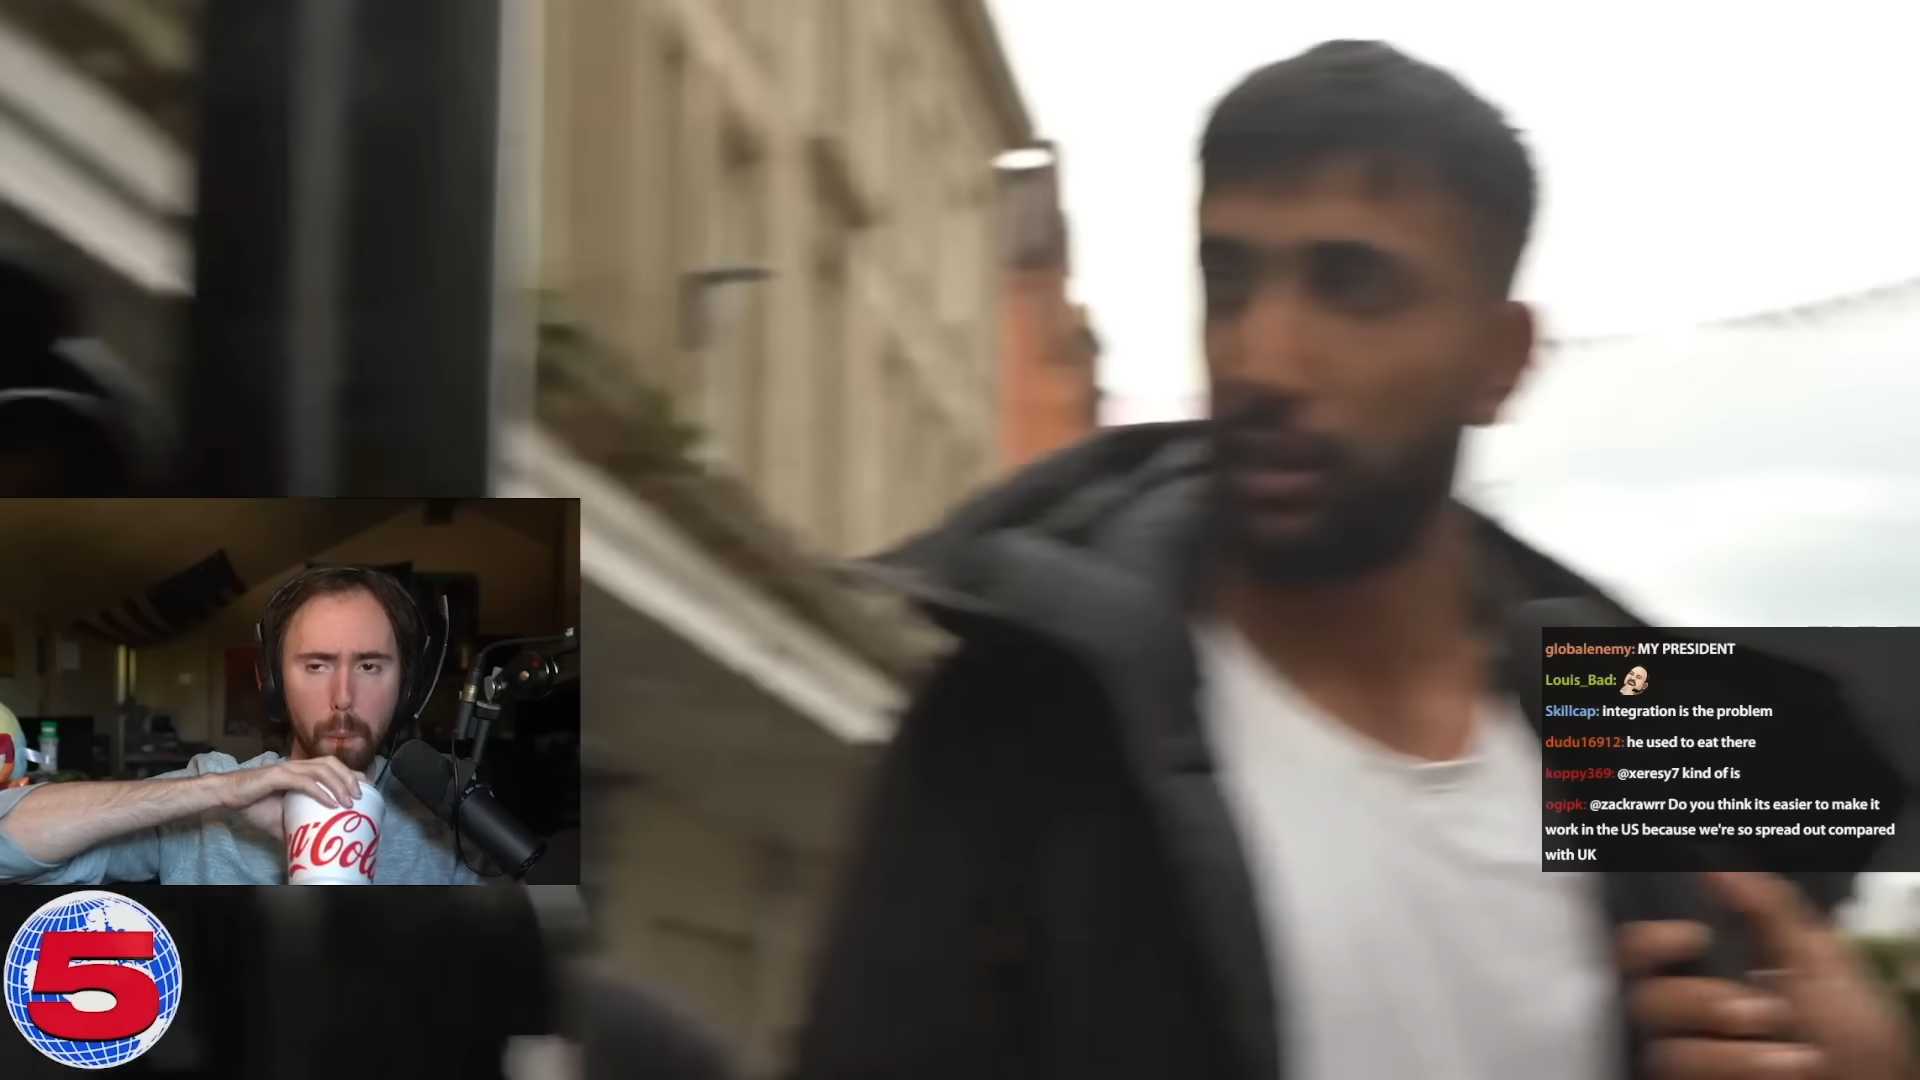 globalenemy: MY PRESIDENT
Louis_Bad:
Skillcap: integration is the problem
dudu16912: he used to eat there
koppy369: @xeresy7 kind of is
ogipk: @zackrawrr Do you think its easier to make it
work in the US because we're so spread out compared
with UK
a-Cola
5